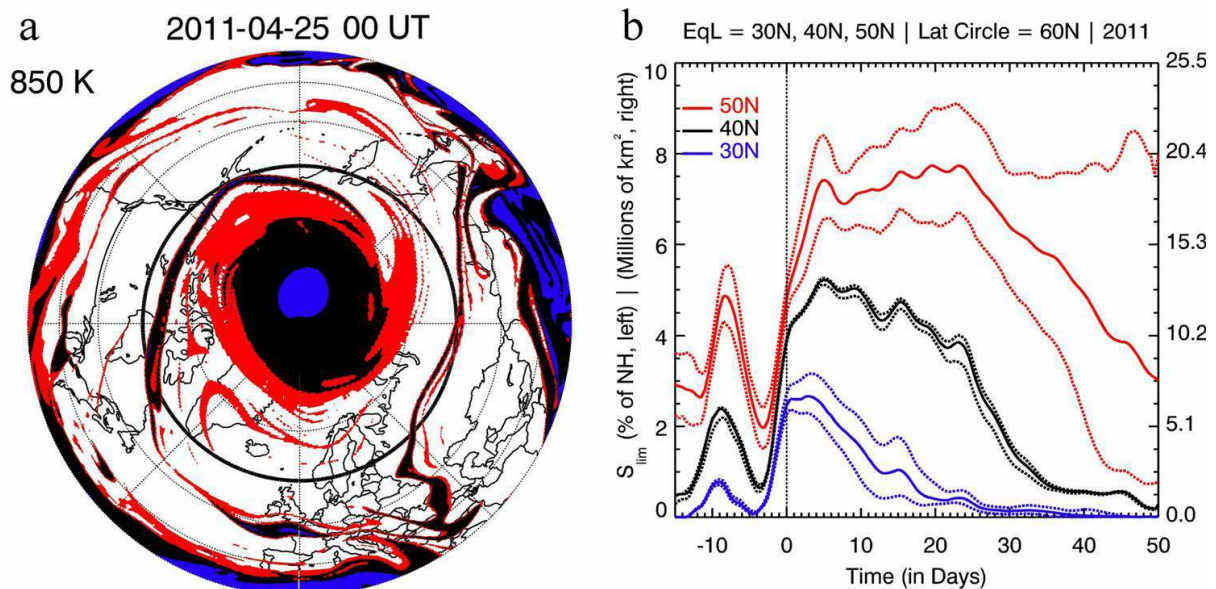 a
2011-04-25 00 UT
850 K
b
EqL = 30N, 40N, 50N | Lat Circle = 60N | 2011
10
8
6
4
2
0
50N
40N
30N
25.5
20.4
15.3
10.2
5.1
0.0
S lim (% of NH, left) | (Millions of km², right)
-10 0 10 20 30 40 50
Time (in Days)